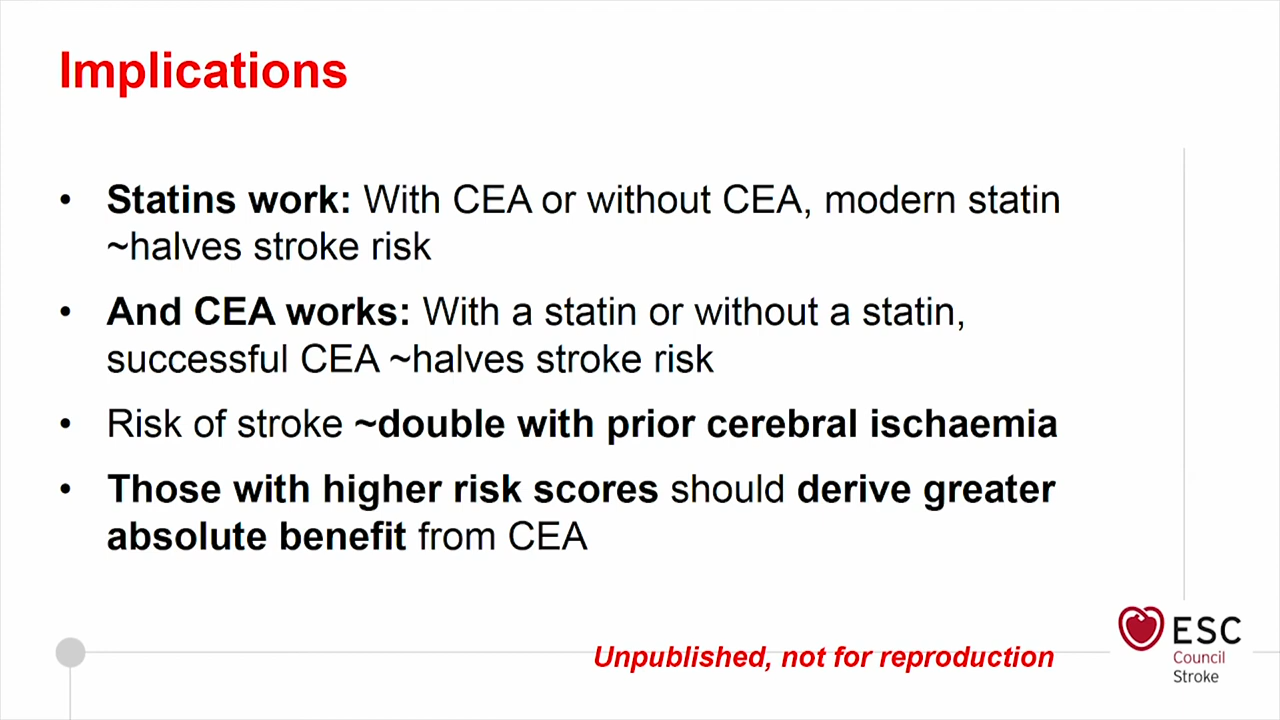 Implications
• Statins work: With CEA or without CEA, modern statin
~halves stroke risk
• And CEA works: With a statin or without a statin,
successful CEA ~halves stroke risk
• Risk of stroke ~double with prior cerebral ischaemia
• Those with higher risk scores should derive greater
absolute benefit from CEA
Unpublished, not for reproduction
ESC
Council
Stroke